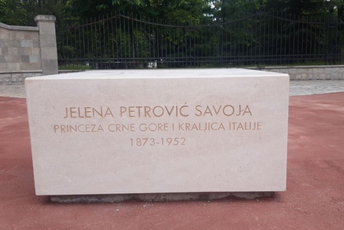 JELENA PETROVIĆ SAVOJA
PRINCEZA CRNE GORE I KRALJICA ITALIJE
1873-1952